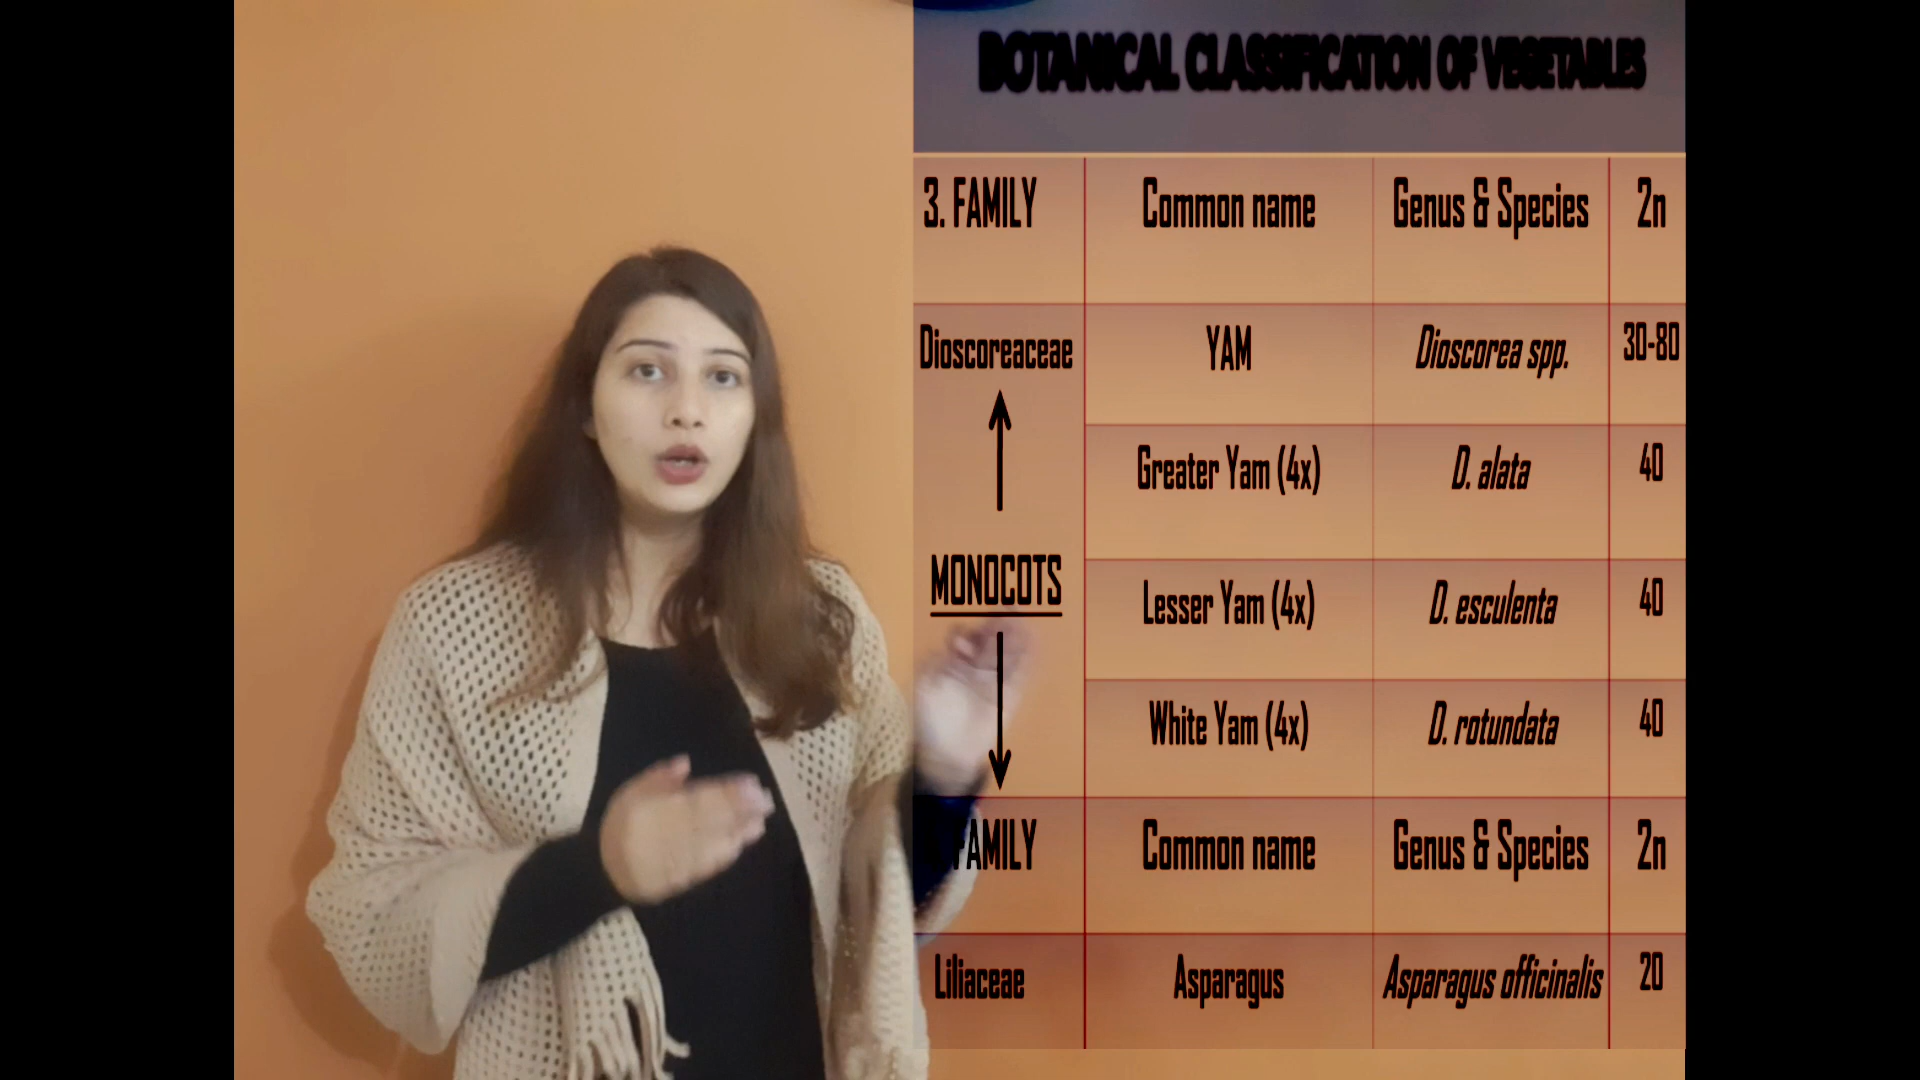 BOTANICAL CLASSIFICATION OF VEGETABLES
3. FAMILY Common name Genus & Species 2n
Dioscoreaceae YAM Dioscorea spp. 30-80
Greater Yam (4x) D. alata 40
MONOCOTS
Lesser Yam (4x) D. esculenta 40
White Yam (4x) D. rotundata 40
FAMILY Common name Genus & Species 2n
Liliaceae Asparagus Asparagus officinalis 20